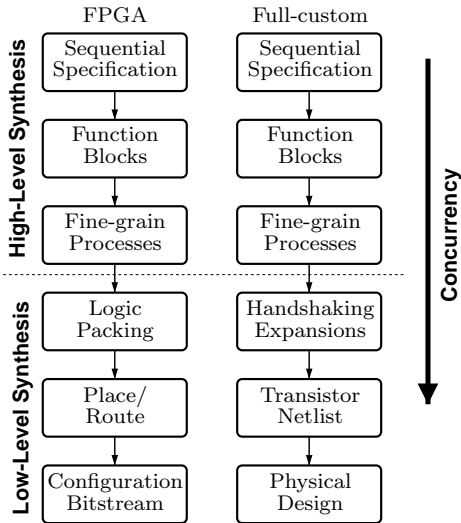 FPGA
Full-custom
Sequential
Specification
Sequential
Specification
Function
Blocks
Function
Blocks
Fine-grain
Processes
Fine-grain
Processes
Logic
Packing
Handshaking
Expansions
Place/
Route
Transistor
Netlist
Configuration
Bitstream
Physical
Design
High-Level Synthesis
Low-Level Synthesis
Concurrency